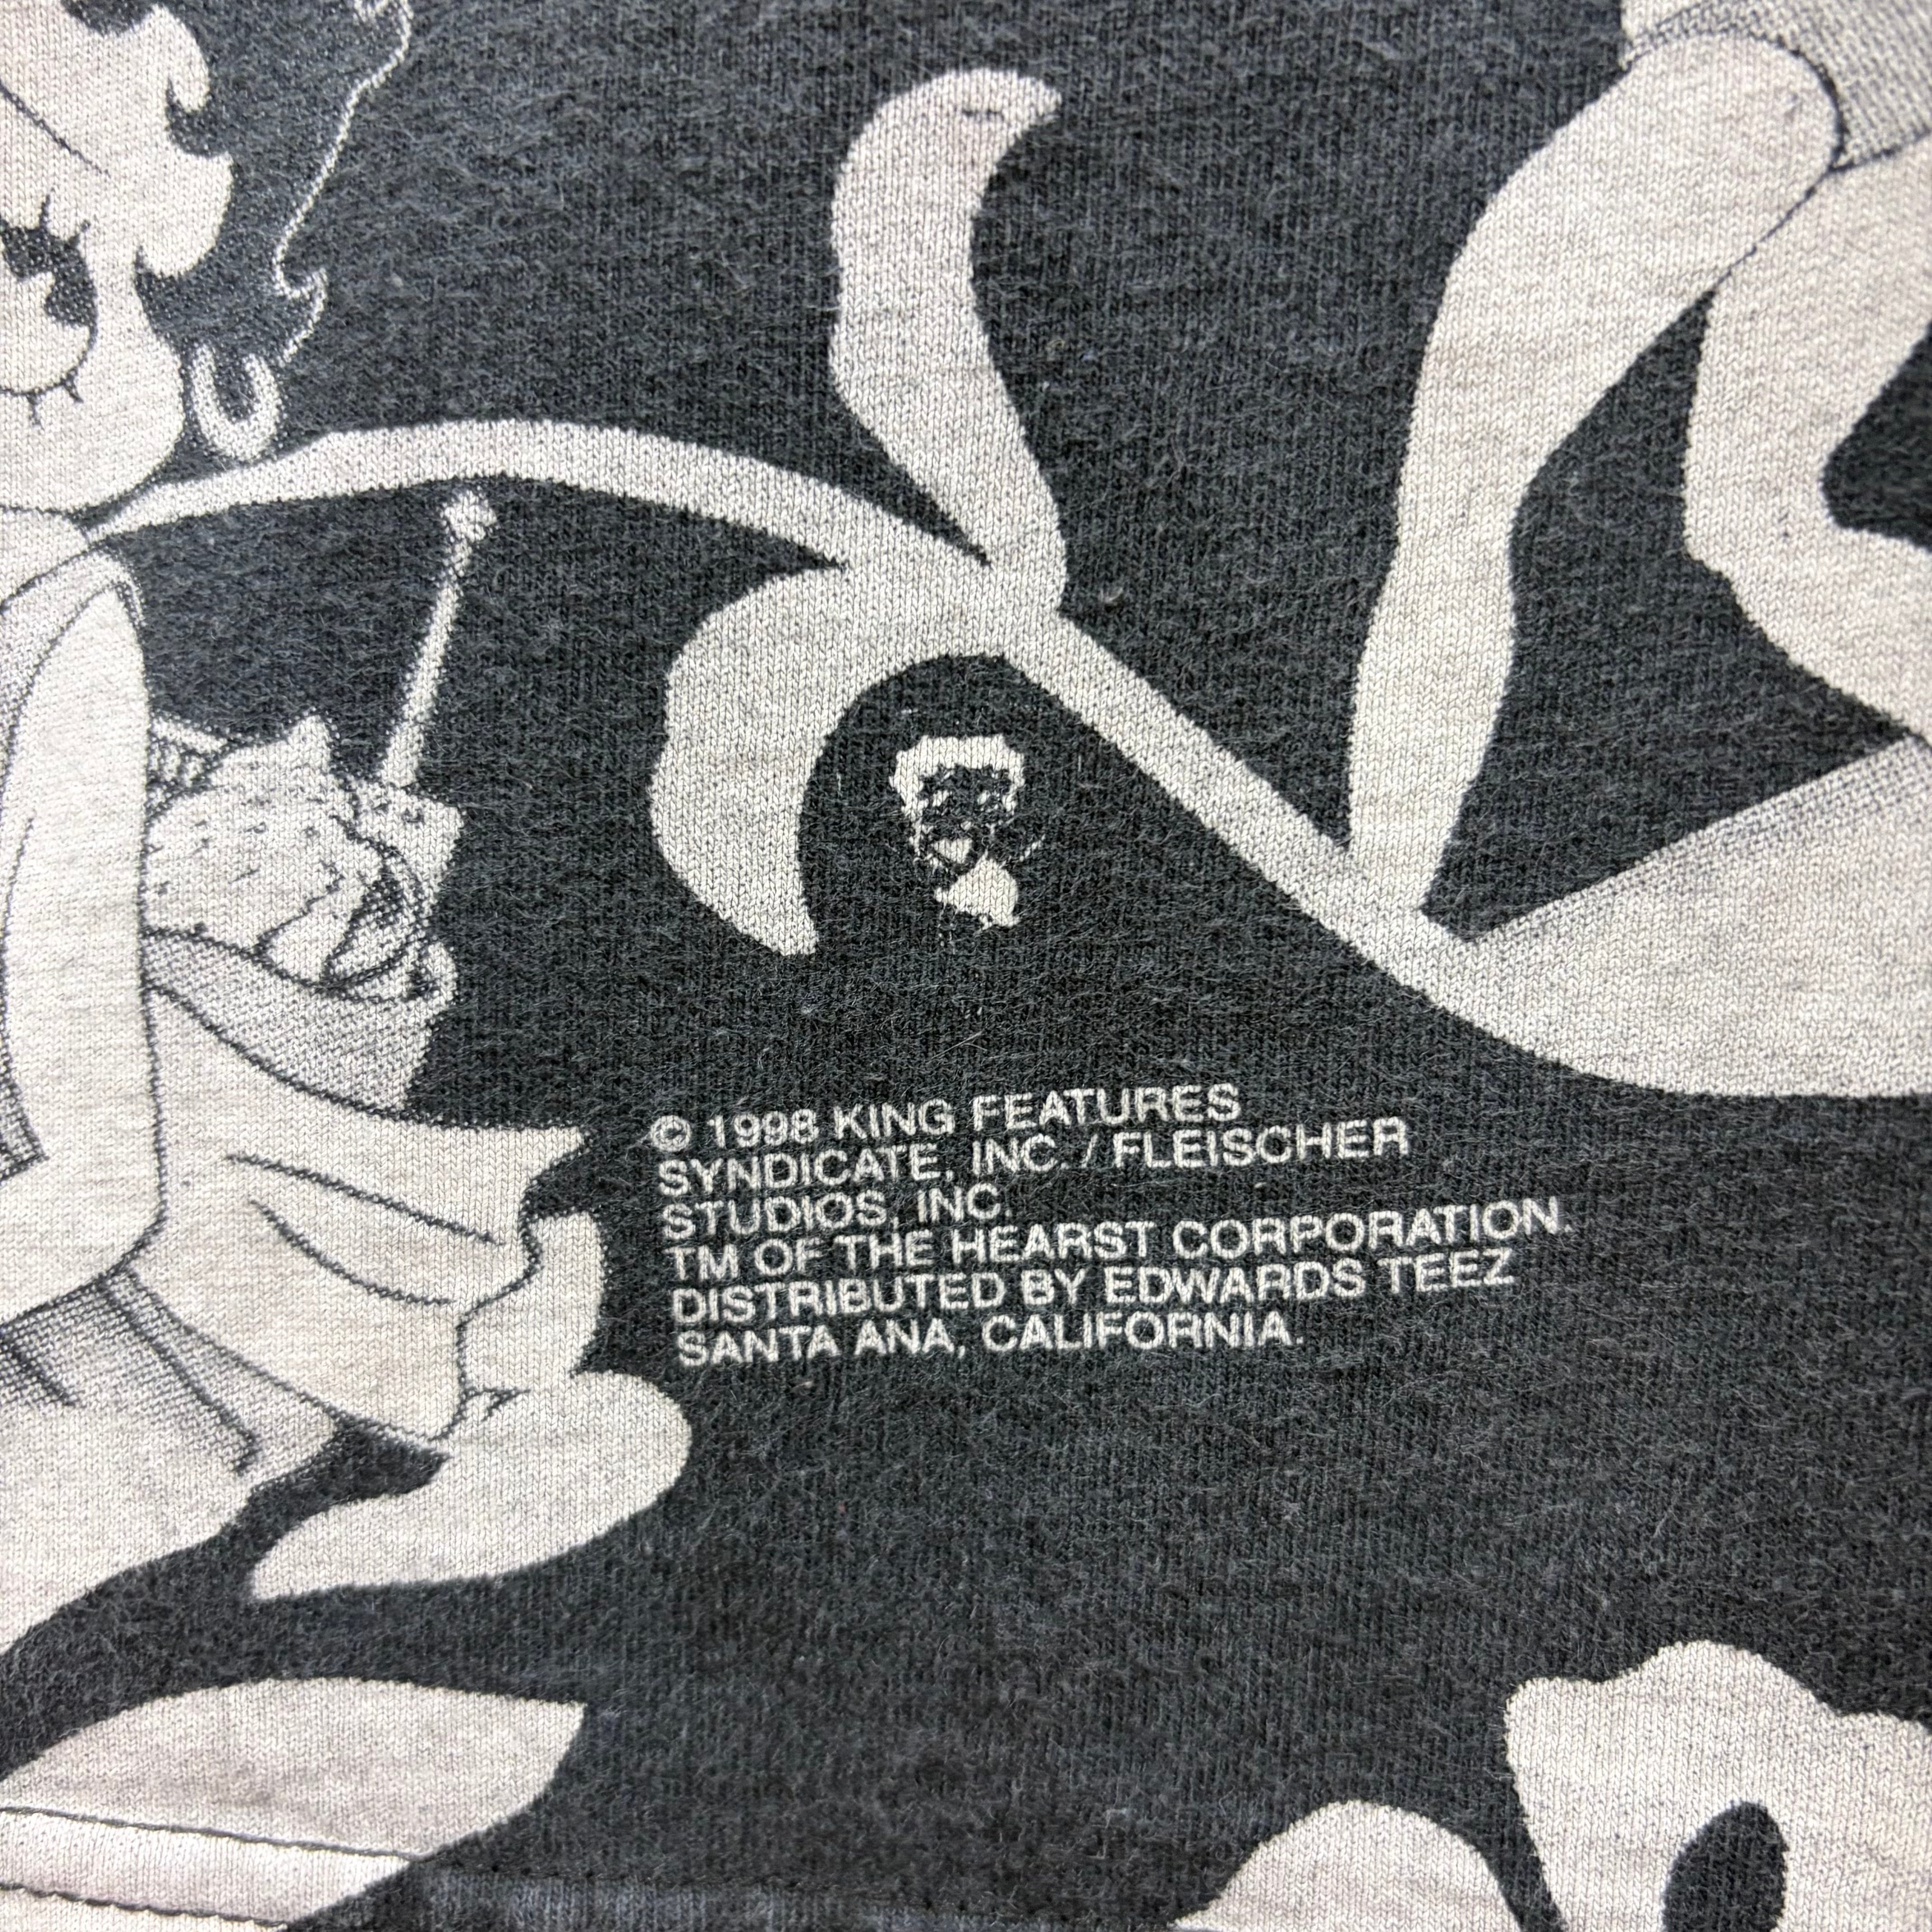 © 1998 KING FEATURES
SYNDICATE, INC. / FLEISCHER
STUDIOS, INC.
TM OF THE HEARST CORPORATION.
DISTRIBUTED BY EDWARDS TEEZ
SANTA ANA, CALIFORNIA.